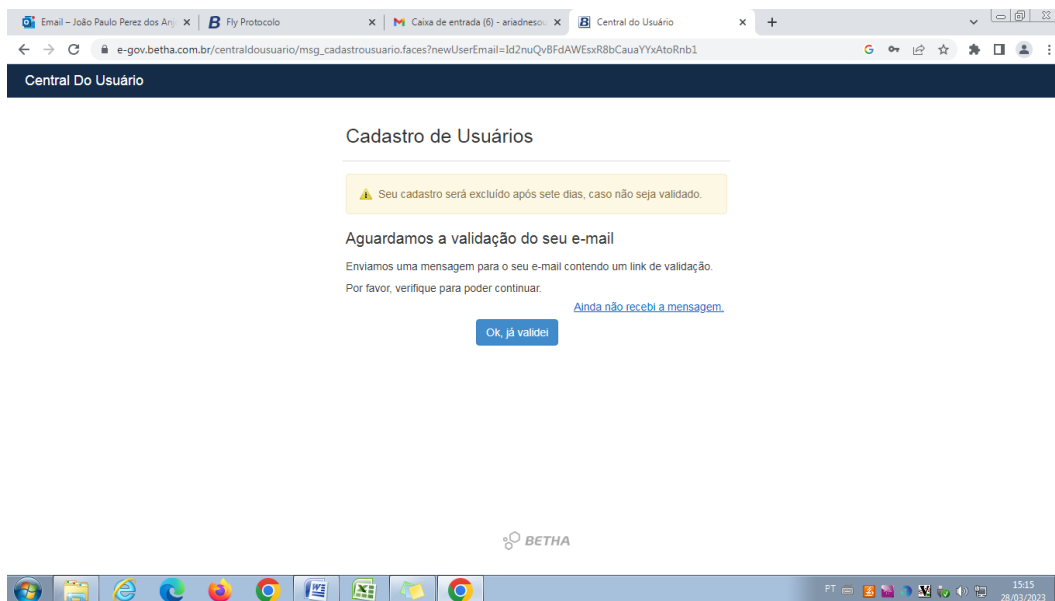 Email – João Paulo Perez dos Anj
Fly Protocolo
Caixa de entrada (6) - ariadnesou
Central do Usuário
e-gov.betha.com.br/centraldousuario/msg_cadastrousuario.faces?newUserEmail=Id2nuQvBFdAWEsxR8bCauaYYxAtoRnb1
Central Do Usuário
Cadastro de Usuários
Seu cadastro será excluído após sete dias, caso não seja validado.
Aguardamos a validação do seu e-mail
Enviamos uma mensagem para o seu e-mail contendo um link de validação.
Por favor, verifique para poder continuar.
Ainda não recebi a mensagem.
Ok, já validei
BETHA
PT
15:15
28/03/2023